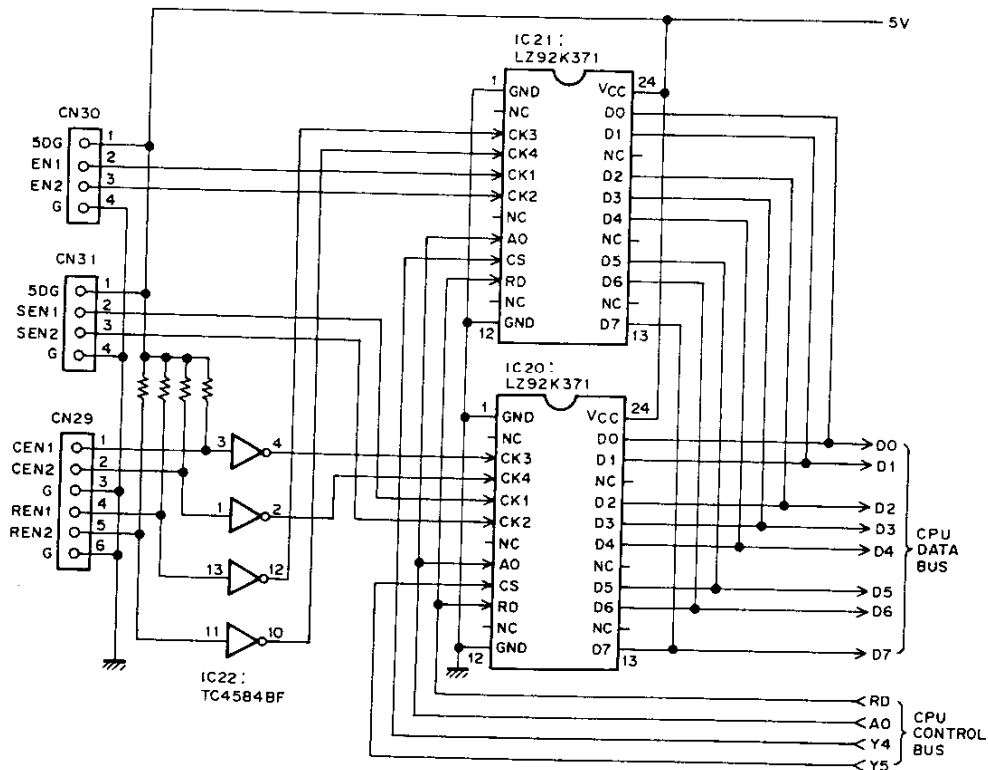 5V
IC21:
LZ92K371
1
GND
NC
CK3
CK4
CK1
CK2
NC
A0
CS
RD
NC
GND
12
24
VCC
D0
D1
NC
D2
D3
D4
NC
D5
D6
NC
D7
13
CN30
5DG 1
EN1 2
EN2 3
G 4
CN31
5DG 1
SEN1 2
SEN2 3
G 4
CN29
CEN1 1
CEN2 2
G 3
REN1 4
REN2 5
G 6
3 4
1 2
13 12
11 10
IC22:
TC4584BF
IC20:
LZ92K371
1
GND
NC
CK3
CK4
CK1
CK2
NC
A0
CS
RD
NC
GND
12
24
VCC
D0
D1
NC
D2
D3
D4
NC
D5
D6
NC
D7
13
D0
D1
D2
D3
D4
D5
D6
D7
CPU
DATA
BUS
RD
A0
Y4
Y5
CPU
CONTROL
BUS